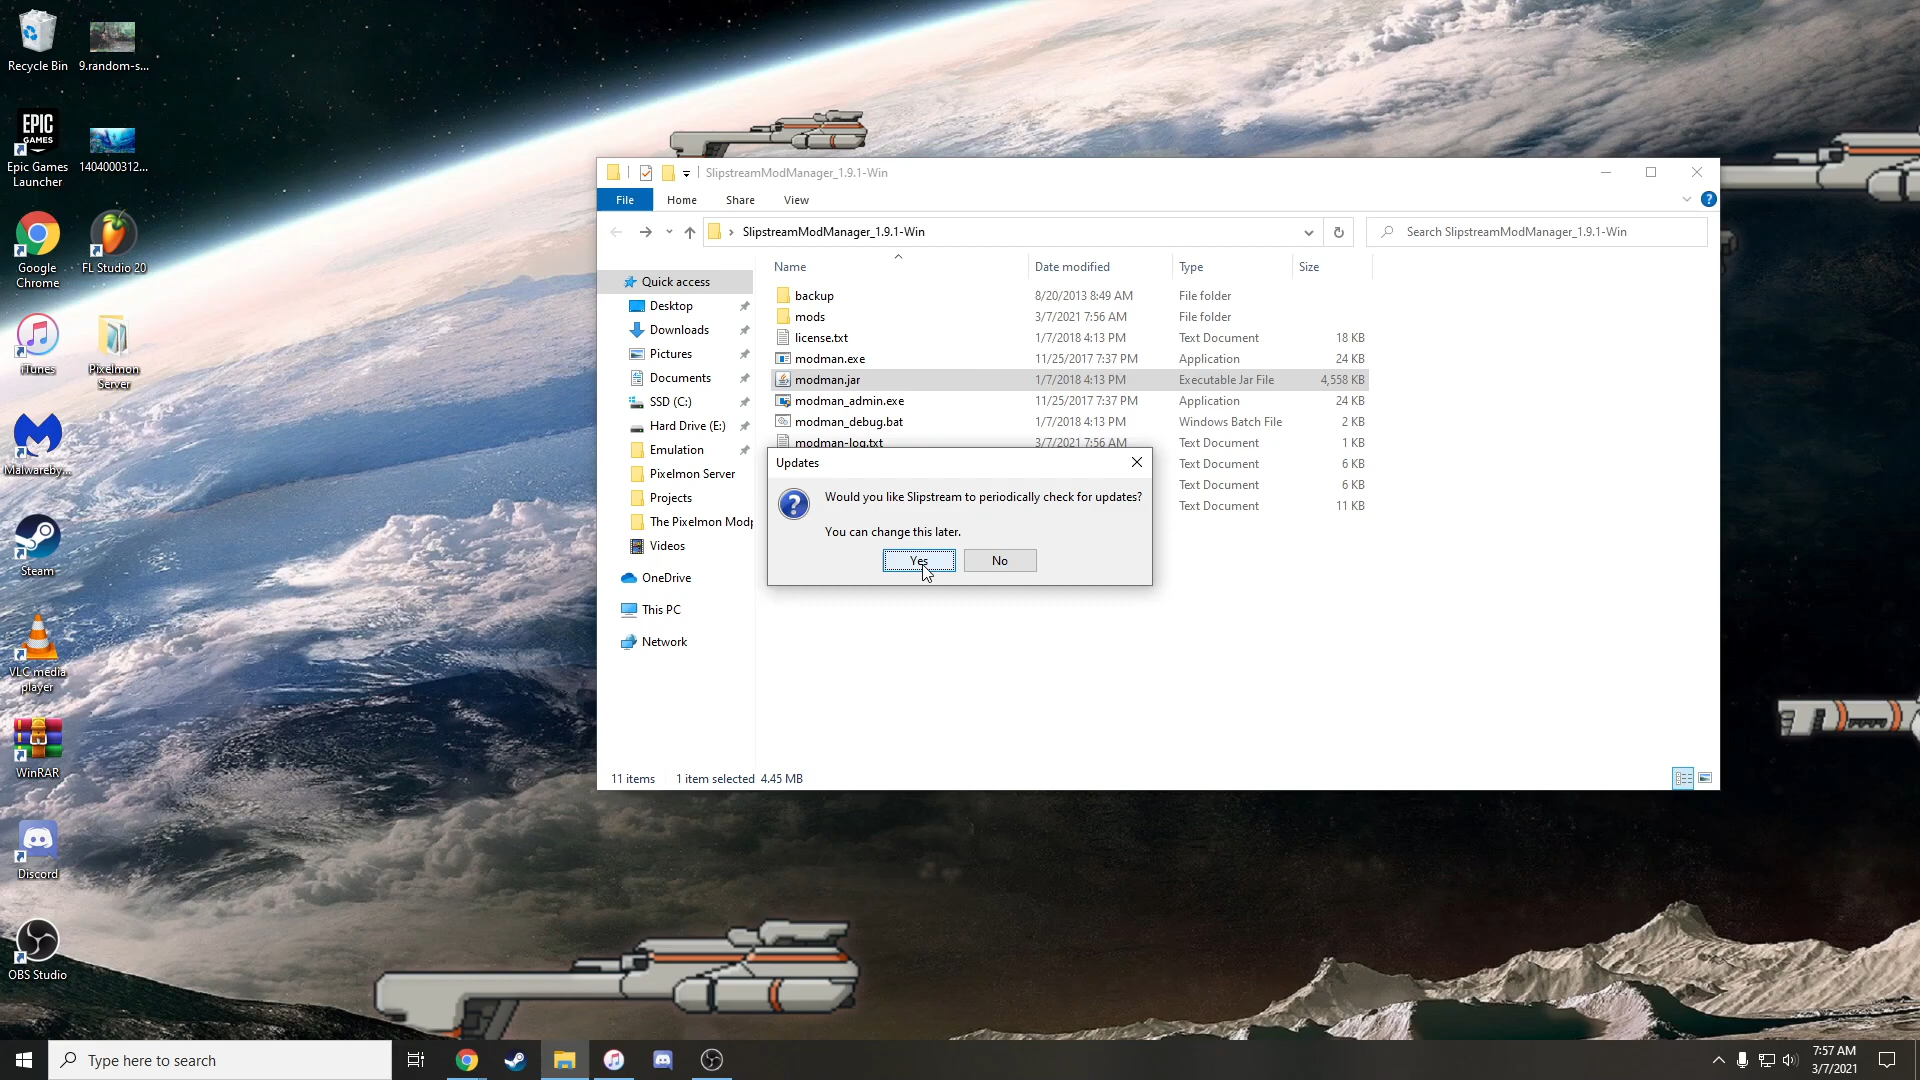 Recycle Bin
9.random-s...
Epic Games
Launcher
1404000312...
Google
Chrome
FL Studio 20
iTunes
Pixelmon
Server
Malwareby...
Steam
VLC media
player
WinRAR
Discord
OBS Studio
EPIC
GAMES
SlipstreamModManager_1.9.1-Win
File
Home
Share
View
SlipstreamModManager_1.9.1-Win
Search SlipstreamModManager_1.9.1-Win
Name
Date modified
Type
Size
Quick access
Desktop
Downloads
Pictures
Documents
SSD (C:)
Hard Drive (E:)
Emulation
Pixelmon Server
Projects
The Pixelmon Modp
Videos
OneDrive
This PC
Network
backup 8/20/2013 8:49 AM File folder
mods 3/7/2021 7:56 AM File folder
license.txt 1/7/2018 4:13 PM Text Document 18 KB
modman.exe 11/25/2017 7:37 PM Application 24 KB
modman.jar 1/7/2018 4:13 PM Executable Jar File 4,558 KB
modman_admin.exe 11/25/2017 7:37 PM Application 24 KB
modman_debug.bat 1/7/2018 4:13 PM Windows Batch File 2 KB
modman-log.txt 3/7/2021 7:56 AM Text Document 1 KB
Text Document 6 KB
Text Document 6 KB
Text Document 11 KB
Updates
Would you like Slipstream to periodically check for updates?
You can change this later.
Yes
No
11 items
1 item selected 4.45 MB
Type here to search
7:57 AM
3/7/2021